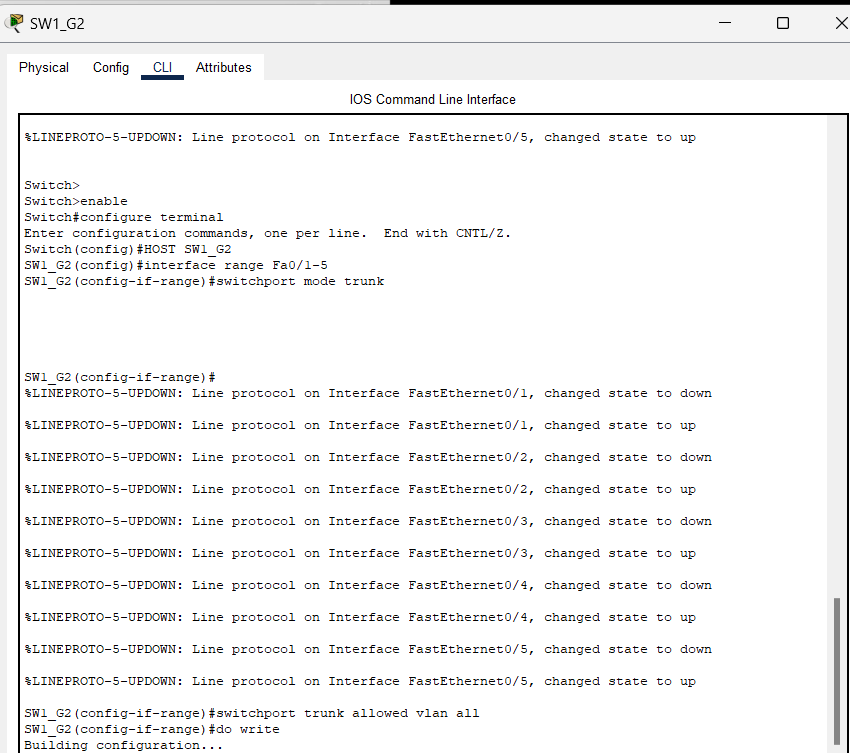 SW1_G2
Physical Config CLI Attributes
IOS Command Line Interface
%LINEPROTO-5-UPDOWN: Line protocol on Interface FastEthernet0/5, changed state to up
Switch>
Switch>enable
Switch#configure terminal
Enter configuration commands, one per line.  End with CNTL/Z.
Switch(config)#HOST SW1_G2
SW1_G2(config)#interface range Fa0/1-5
SW1_G2(config-if-range)#switchport mode trunk
SW1_G2(config-if-range)#
%LINEPROTO-5-UPDOWN: Line protocol on Interface FastEthernet0/1, changed state to down
%LINEPROTO-5-UPDOWN: Line protocol on Interface FastEthernet0/1, changed state to up
%LINEPROTO-5-UPDOWN: Line protocol on Interface FastEthernet0/2, changed state to down
%LINEPROTO-5-UPDOWN: Line protocol on Interface FastEthernet0/2, changed state to up
%LINEPROTO-5-UPDOWN: Line protocol on Interface FastEthernet0/3, changed state to down
%LINEPROTO-5-UPDOWN: Line protocol on Interface FastEthernet0/3, changed state to up
%LINEPROTO-5-UPDOWN: Line protocol on Interface FastEthernet0/4, changed state to down
%LINEPROTO-5-UPDOWN: Line protocol on Interface FastEthernet0/4, changed state to up
%LINEPROTO-5-UPDOWN: Line protocol on Interface FastEthernet0/5, changed state to down
%LINEPROTO-5-UPDOWN: Line protocol on Interface FastEthernet0/5, changed state to up
SW1_G2(config-if-range)#switchport trunk allowed vlan all
SW1_G2(config-if-range)#do write
Building configuration...